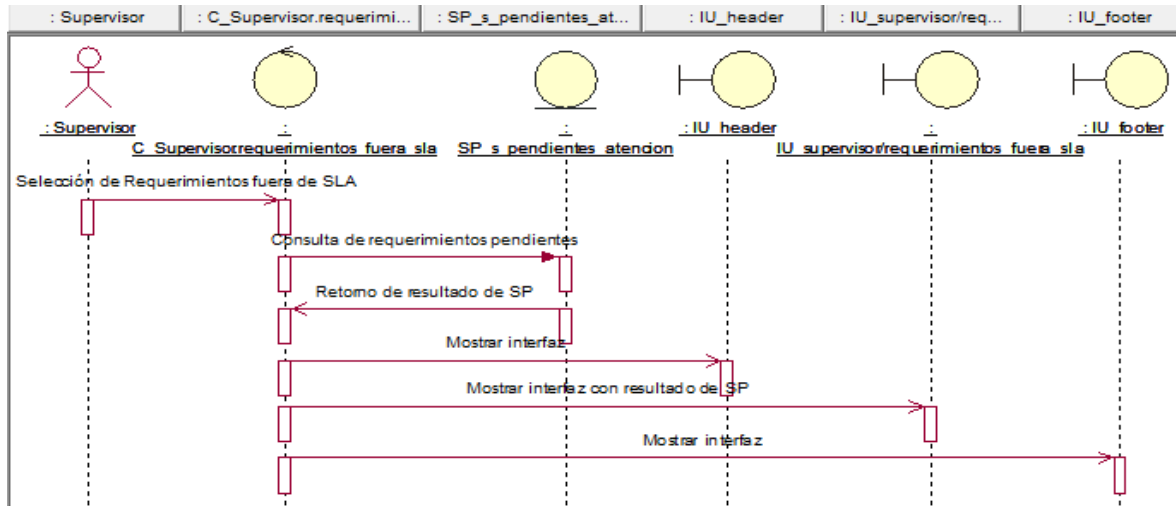 : Supervisor
: C_Supervisor.requerimi...
: SP_s_pendientes_at...
: IU_header
: IU_supervisor/req...
: IU_footer
: Supervisor
:
C_Supervisor.requerimientos_fuera_sla
:
SP_s_pendientes_atencion
: IU_header
:
IU_supervisor/requerimientos_fuera_sla
: IU_footer
Selección de Requerimientos fuera de SLA
Consulta de requerimientos pendientes
Retorno de resultado de SP
Mostrar interfaz
Mostrar interfaz con resultado de SP
Mostrar interfaz